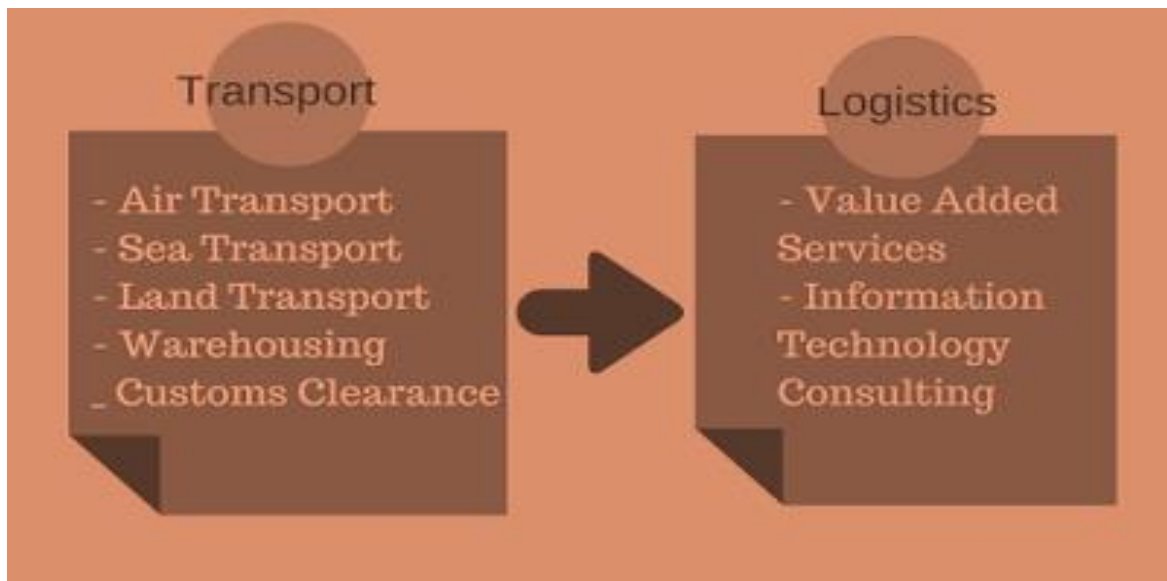 Transport
- Air Transport
- Sea Transport
- Land Transport
- Warehousing
_ Customs Clearance
Logistics
- Value Added
Services
- Information
Technology
Consulting